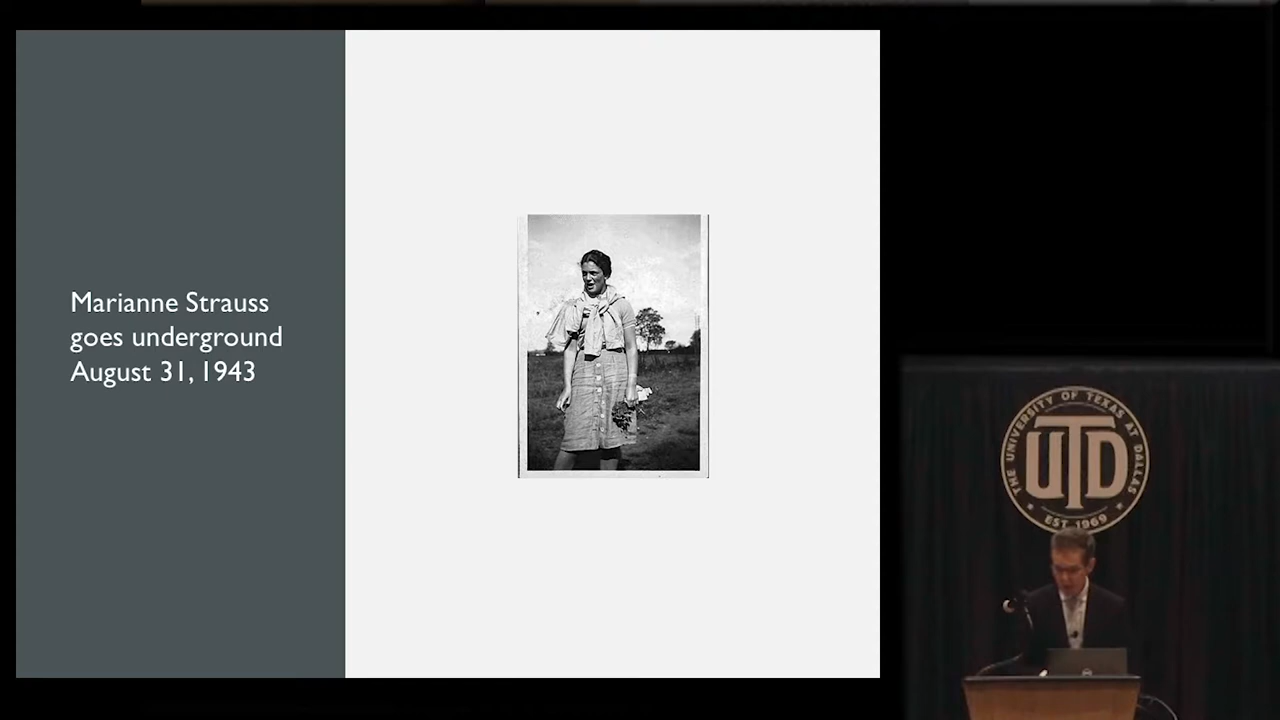 Marianne Strauss
goes underground
August 31, 1943
THE UNIVERSITY OF TEXAS AT DALLAS
UTD
EST 1969